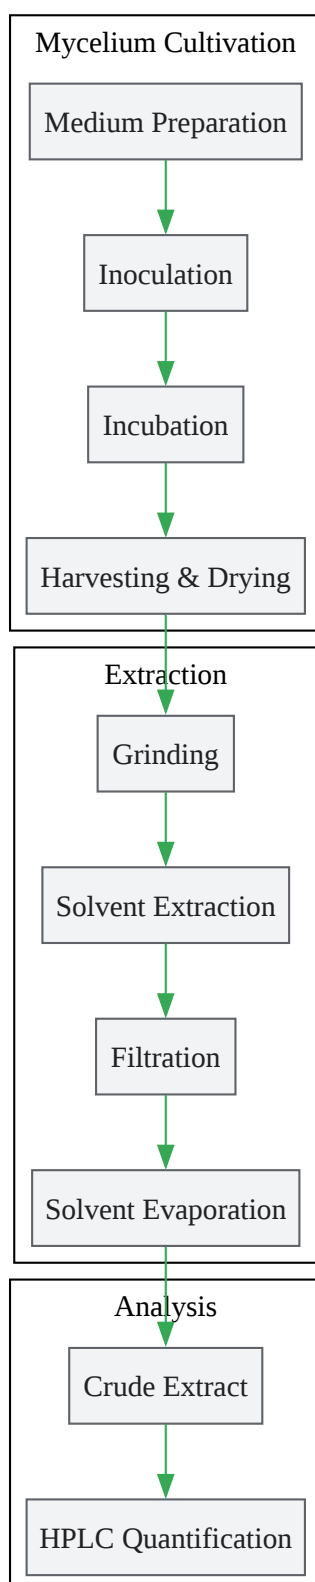 Mycelium Cultivation
Medium Preparation
Inoculation
Incubation
Harvesting & Drying
Extraction
Grinding
Solvent Extraction
Filtration
Solvent Evaporation
Analysis
Crude Extract
HPLC Quantification